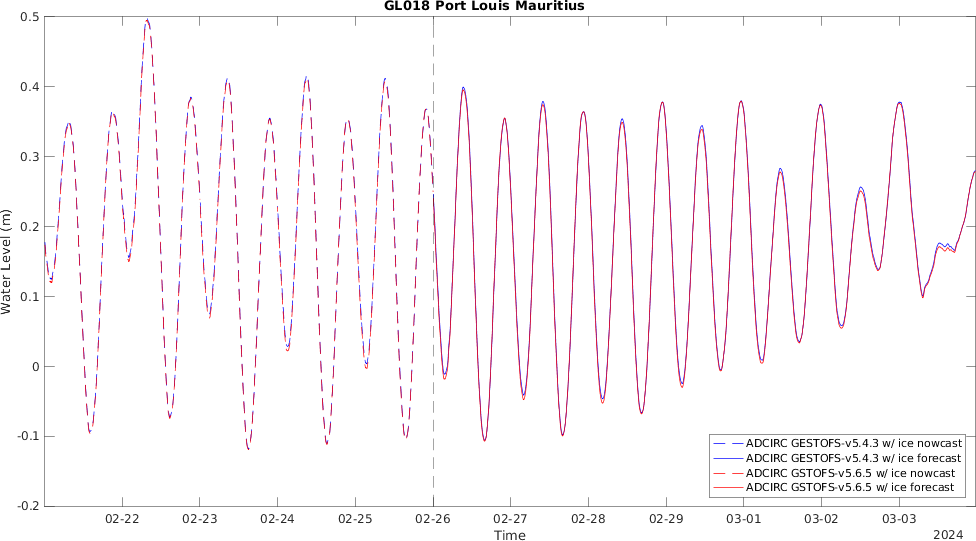 GL018 Port Louis Mauritius
0.5
0.4
0.3
0.2
0.1
0
-0.1
-0.2
Water Level (m)
ADCIRC GESTOFS-v5.4.3 w/ ice nowcast
ADCIRC GESTOFS-v5.4.3 w/ ice forecast
ADCIRC GSTOFS-v5.6.5 w/ ice nowcast
ADCIRC GSTOFS-v5.6.5 w/ ice forecast
02-22 02-23 02-24 02-25 02-26 02-27 02-28 02-29 03-01 03-02 03-03
Time
2024